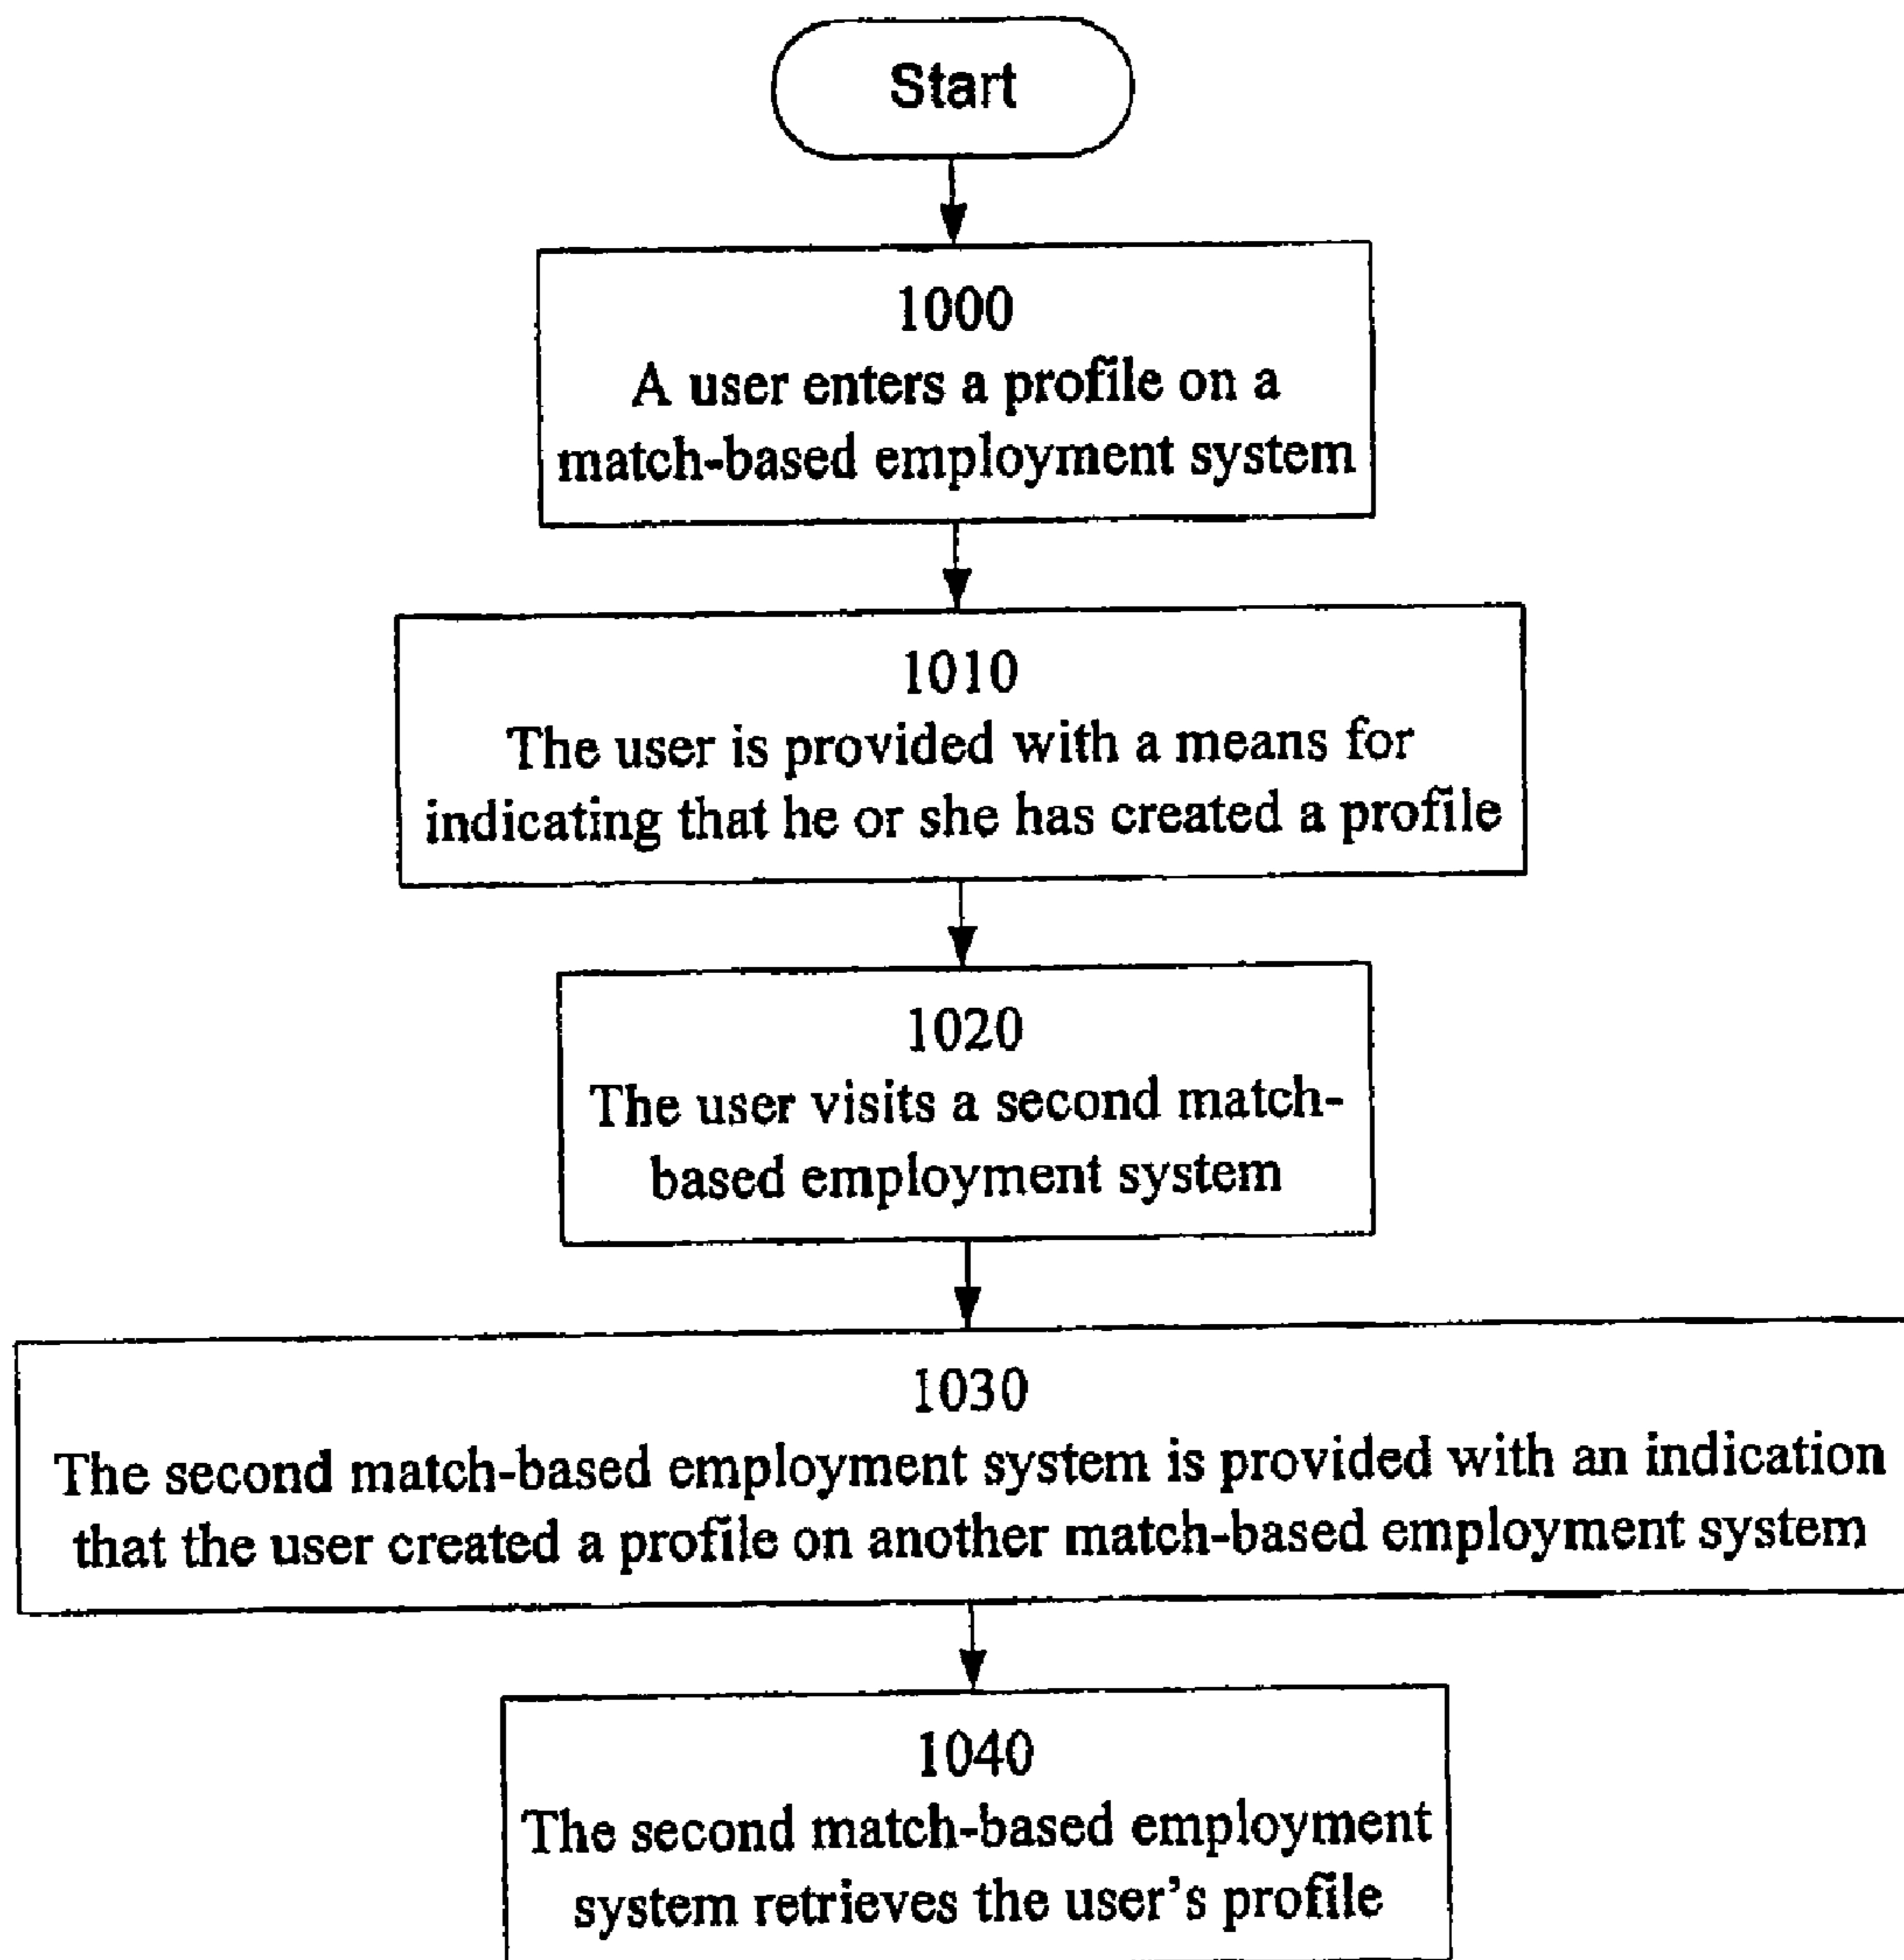 Start
1000
A user enters a profile on a
match-based employment system
1010
The user is provided with a means for
indicating that he or she has created a profile
1020
The user visits a second match-
based employment system
1030
The second match-based employment system is provided with an indication
that the user created a profile on another match-based employment system
1040
The second match-based employment
system retrieves the user’s profile